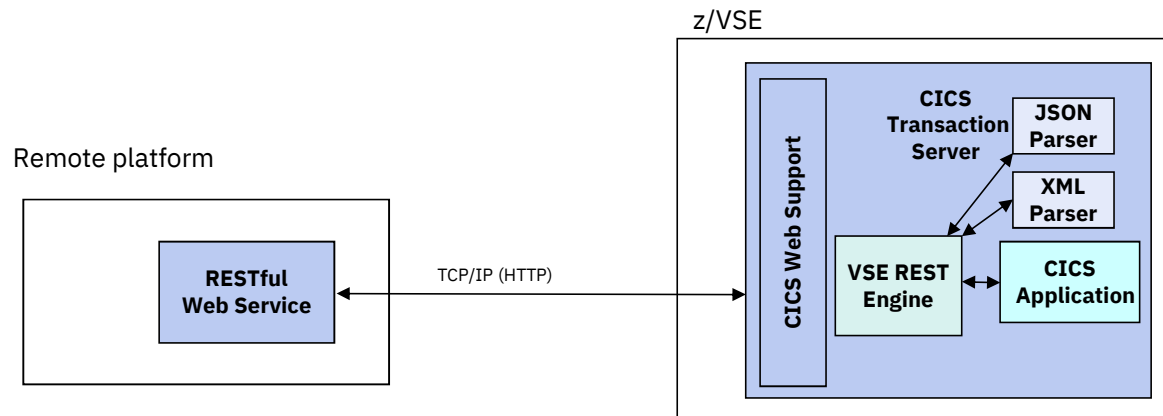 z/VSE
Remote platform
RESTful
Web Service
TCP/IP (HTTP)
CICS Web Support
CICS
Transaction
Server
JSON
Parser
XML
Parser
VSE REST
Engine
CICS
Application